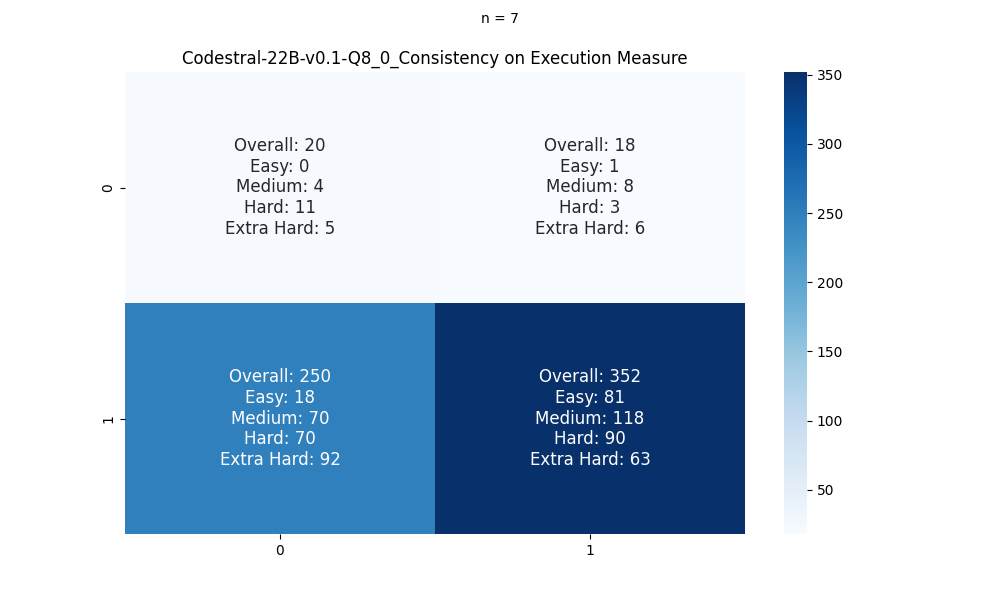 n = 7
Codestral-22B-v0.1-Q8_0_Consistency on Execution Measure
0
Overall: 20
Easy: 0
Medium: 4
Hard: 11
Extra Hard: 5
Overall: 18
Easy: 1
Medium: 8
Hard: 3
Extra Hard: 6
1
Overall: 250
Easy: 18
Medium: 70
Hard: 70
Extra Hard: 92
Overall: 352
Easy: 81
Medium: 118
Hard: 90
Extra Hard: 63
0
1
350
300
250
200
150
100
50